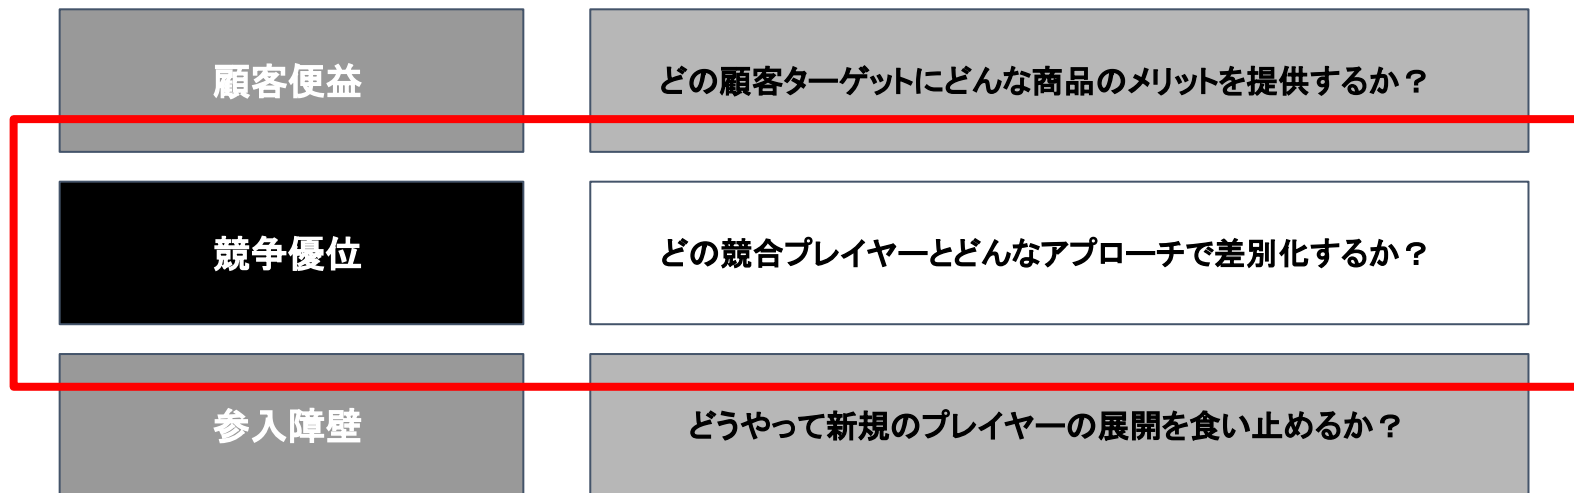 顧客便益
どの顧客ターゲットにどんな商品のメリットを提供するか？
競争優位
どの競合プレイヤーとどんなアプローチで差別化するか？
参入障壁
どうやって新規のプレイヤーの展開を食い止めるか？